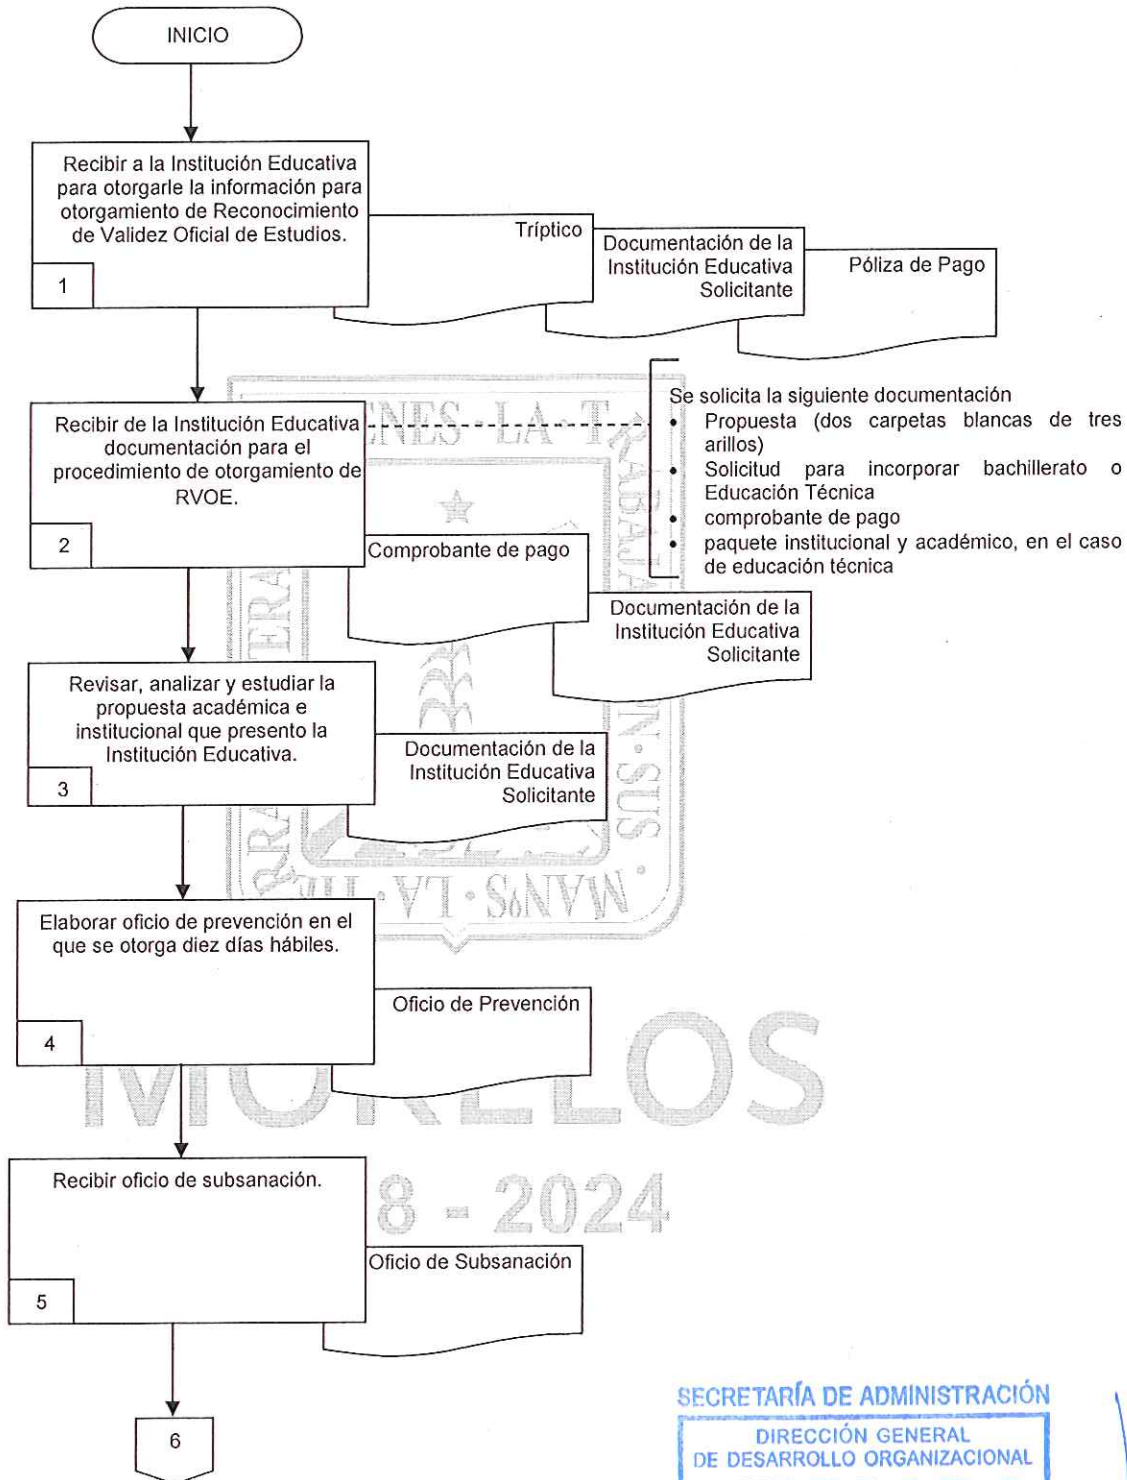 INICIO
Recibir a la Institución Educativa
para otorgarle la información para
otorgamiento de Reconocimiento
de Validez Oficial de Estudios.
1
Tríptico
Documentación de la
Institución Educativa
Solicitante
Póliza de Pago
Recibir de la Institución Educativa
documentación para el
procedimiento de otorgamiento de
RVOE.
2
Se solicita la siguiente documentación
• Propuesta (dos carpetas blancas de tres
arillos)
• Solicitud para incorporar bachillerato o
Educación Técnica
• comprobante de pago
• paquete institucional y académico, en el caso
de educación técnica
Comprobante de pago
Documentación de la
Institución Educativa
Solicitante
Revisar, analizar y estudiar la
propuesta académica e
institucional que presento la
Institución Educativa.
3
Documentación de la
Institución Educativa
Solicitante
Elaborar oficio de prevención en el
que se otorga diez días hábiles.
4
Oficio de Prevención
MORELOS
Recibir oficio de subsanación.
5
8 - 2024
Oficio de Subsanación
6
SECRETARÍA DE ADMINISTRACIÓN
DIRECCIÓN GENERAL
DE DESARROLLO ORGANIZACIONAL